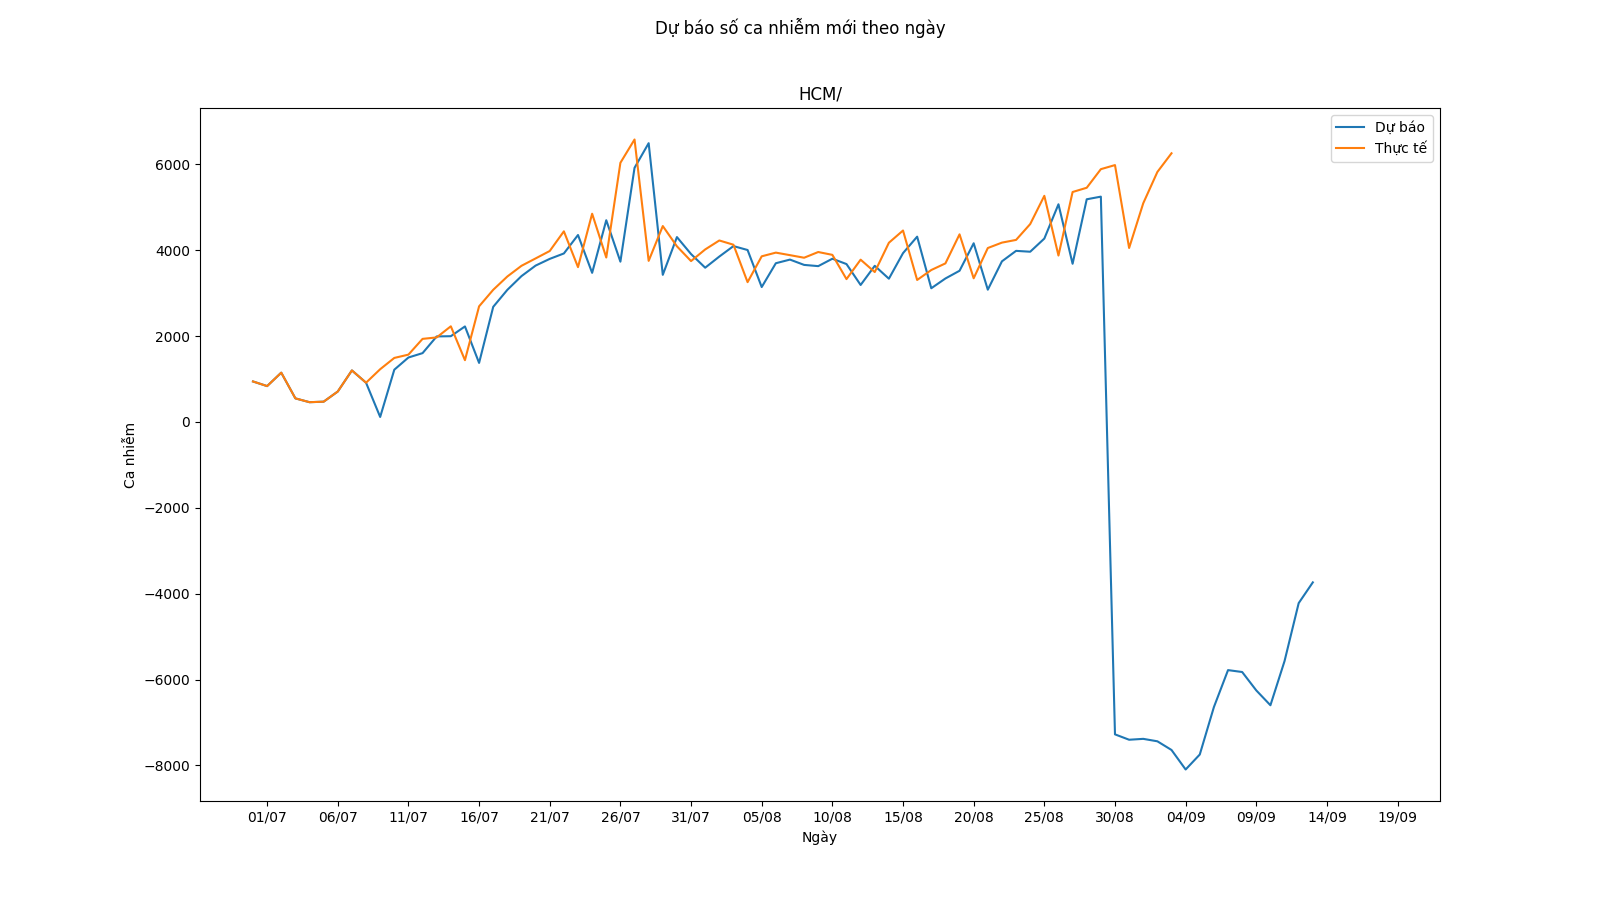 Dự báo số ca nhiễm mới theo ngày
HCM/
Dự báo
Thực tế
6000
4000
2000
0
−2000
−4000
−6000
−8000
Ca nhiễm
01/07 06/07 11/07 16/07 21/07 26/07 31/07 05/08 10/08 15/08 20/08 25/08 30/08 04/09 09/09 14/09 19/09
Ngày